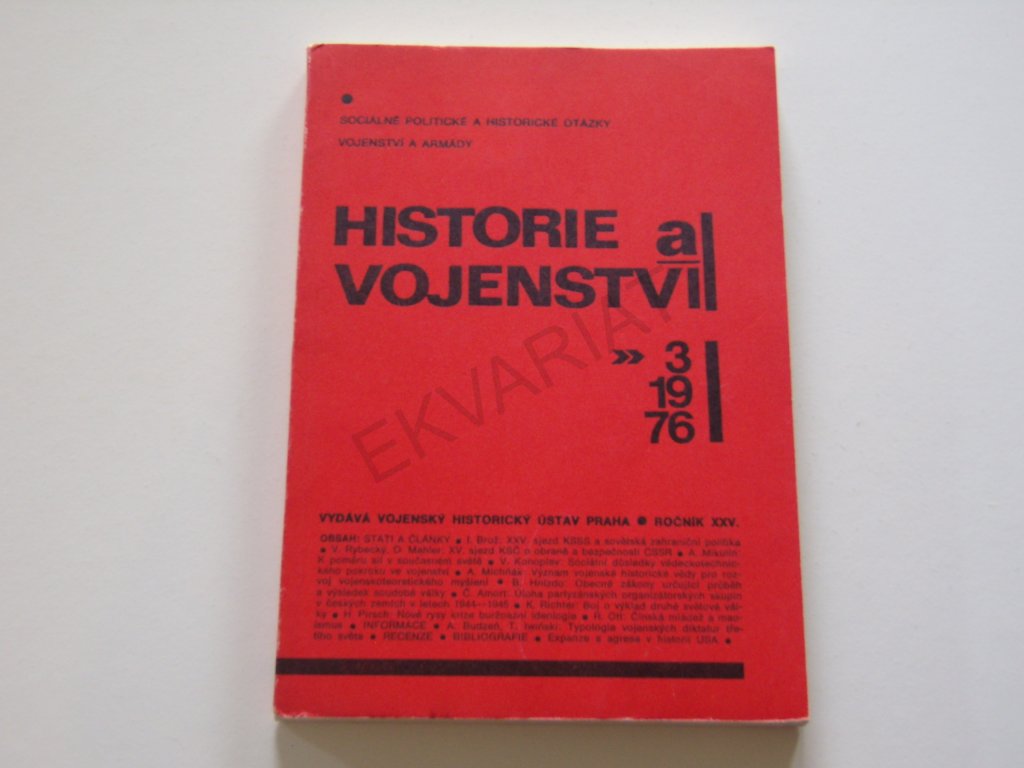 SOCIÁLNĚ POLITICKÉ A HISTORICKÉ OTÁZKY
VOJENSTVÍ A ARMÁDY
HISTORIE a
VOJENSTVÍ
» 3
19
76
EKVARIAT
VYDÁVÁ VOJENSKÝ HISTORICKÝ ÚSTAV PRAHA ● ROČNÍK XXV.
OBSAH: STATI A ČLÁNKY ● I. Brož: XXV. sjezd KSSS a sovětská zahraniční politika
● V. Rybecký, O. Mahler: XV. sjezd KSČ o obraně a bezpečnosti ČSSR ● A. Mikulin:
K poměru sil v současném světě ● V. Konoplev: Sociální důsledky vědeckotechnic-
kého pokroku ve vojenství ● A. Michňák: Význam vojenské historické vědy pro roz-
voj vojenskoteoretického myšlení ● B. Hnízdo: Obecné zákony určující průběh
a výsledek soudobé války ● Č. Amort: Úloha partyzánských organizátorských skupin
v českých zemích v letech 1944—1945 ● K. Richter: Boj o výklad druhé světové vál-
ky ● H. Pirsch: Nové rysy krize buržoazní ideologie ● R. Ott: Čínská mládež a mao-
ismus ● INFORMACE ● A. Budzeň, T. Iwiński: Typologie vojenských diktatur tře-
tího světa ● RECENZE ● BIBLIOGRAFIE ● Expanze a agrese v historii USA ●